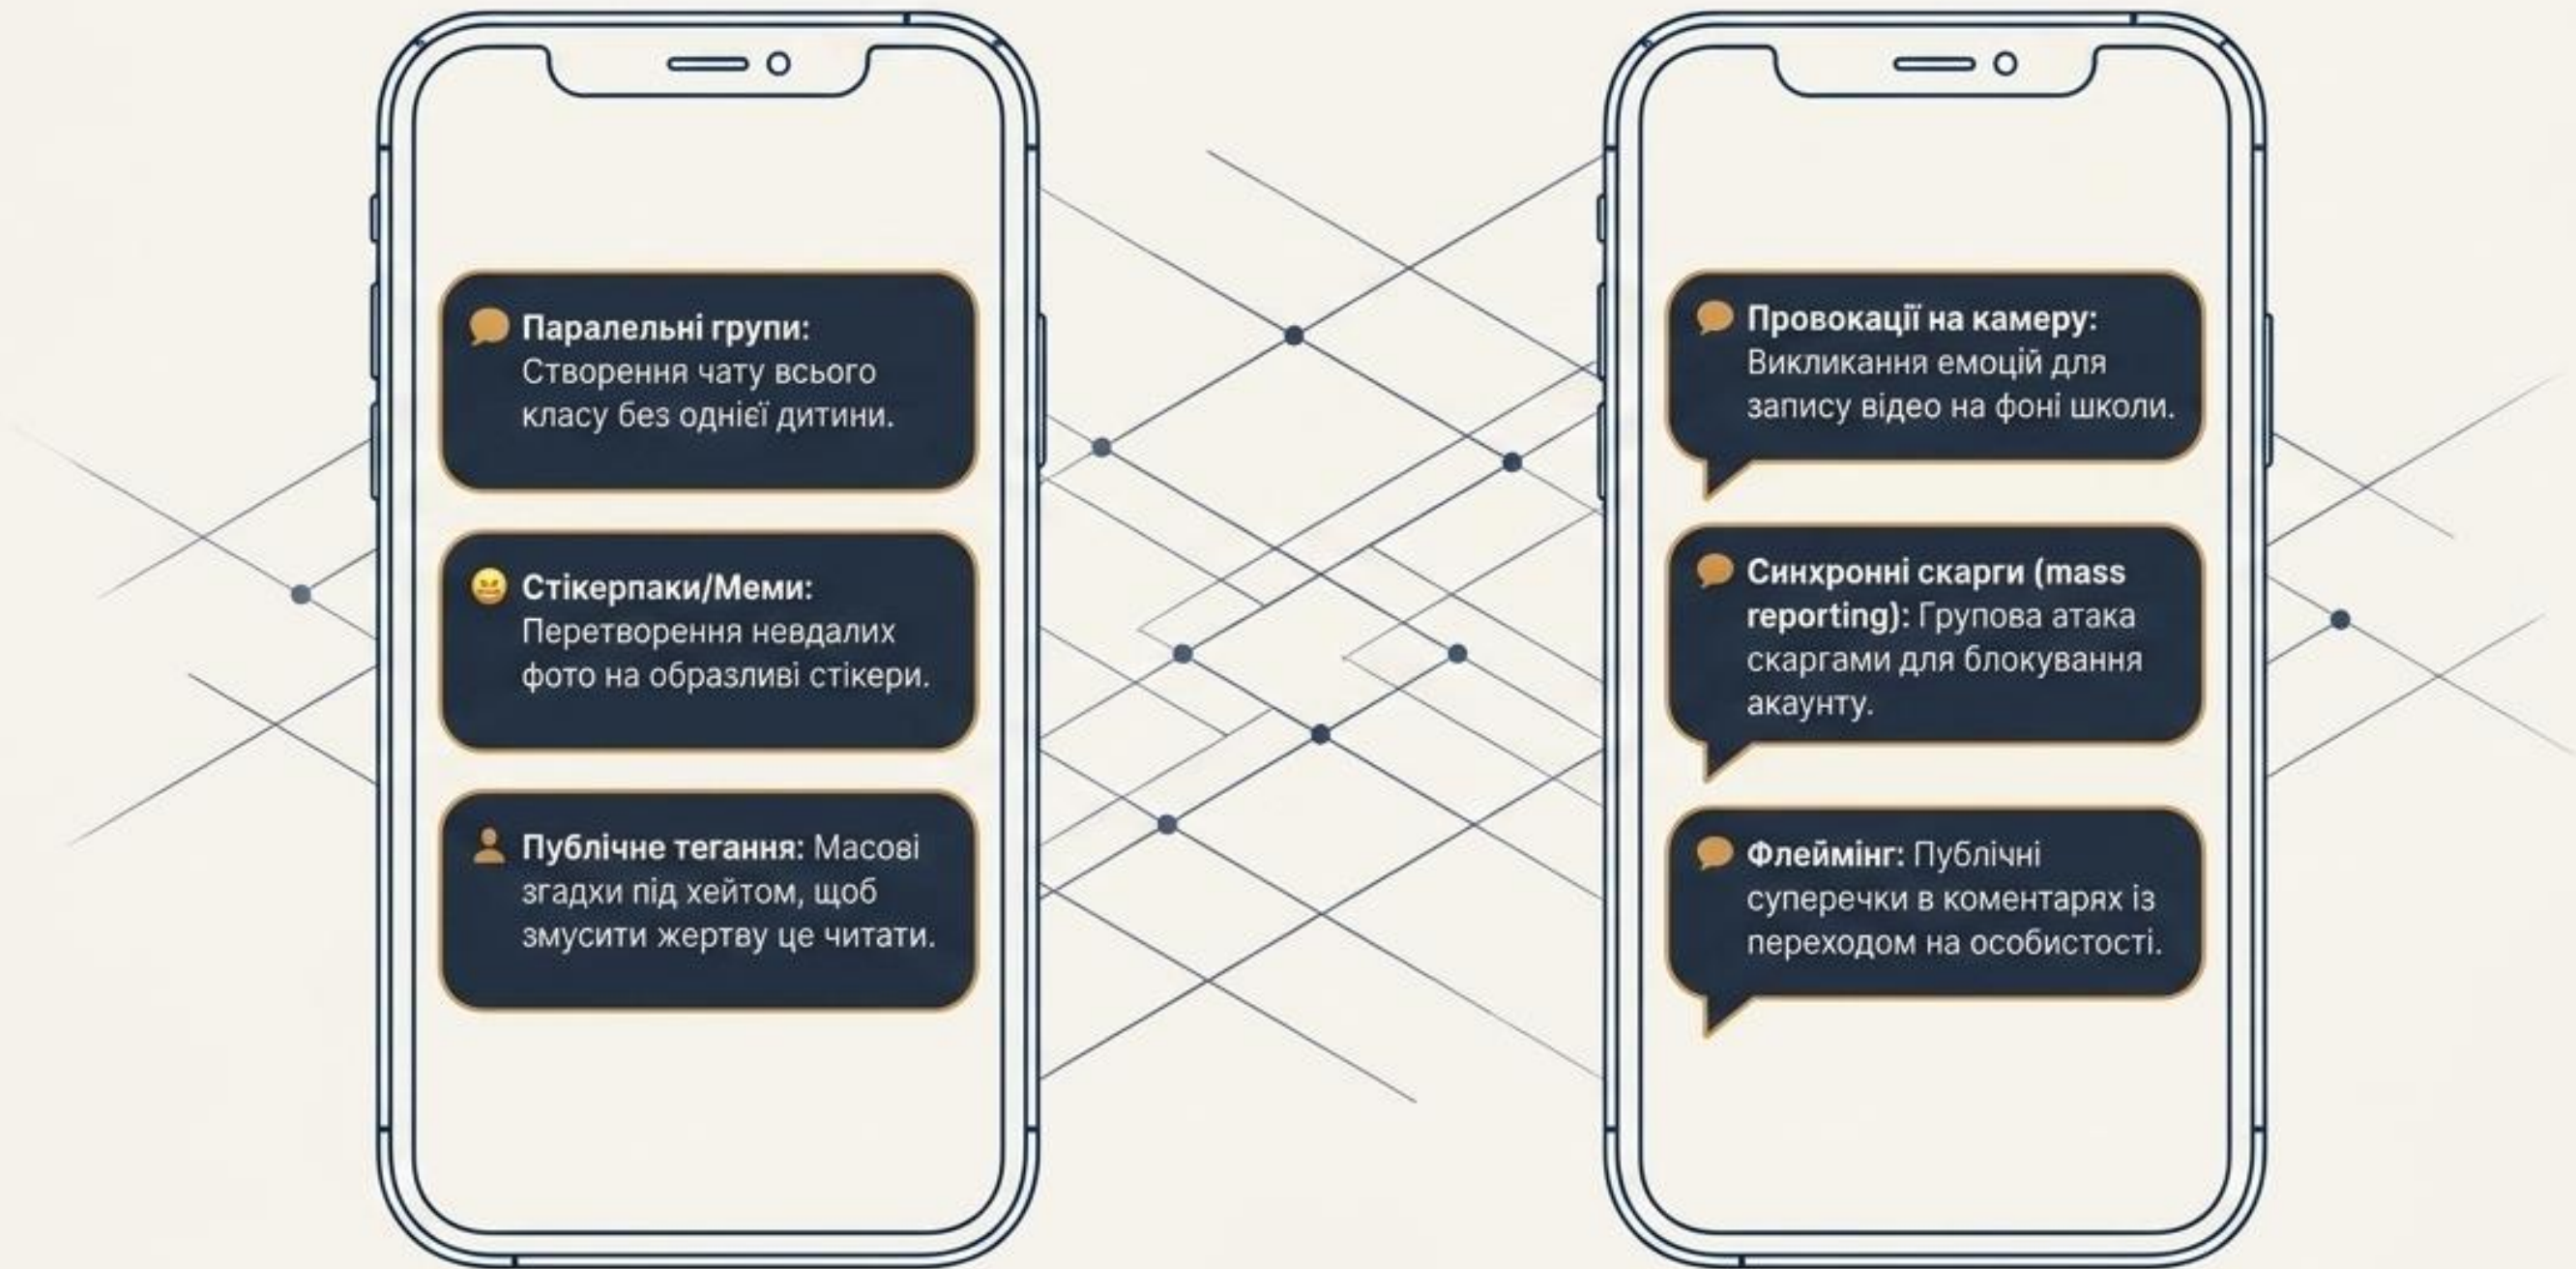 Паралельні групи:
Створення чату всього
класу без однієї дитини.
Стікерпаки/Меми:
Перетворення невдалих
фото на образливі стікери.
Публічне тегання: Масові
згадки під хейтом, щоб
змусити жертву це читати.
Провокації на камеру:
Викликання емоцій для
запису відео на фоні школи.
Синхронні скарги (mass
reporting): Групова атака
скаргами для блокування
акаунту.
Флеймінг: Публічні
суперечки в коментарях із
переходом на особистості.